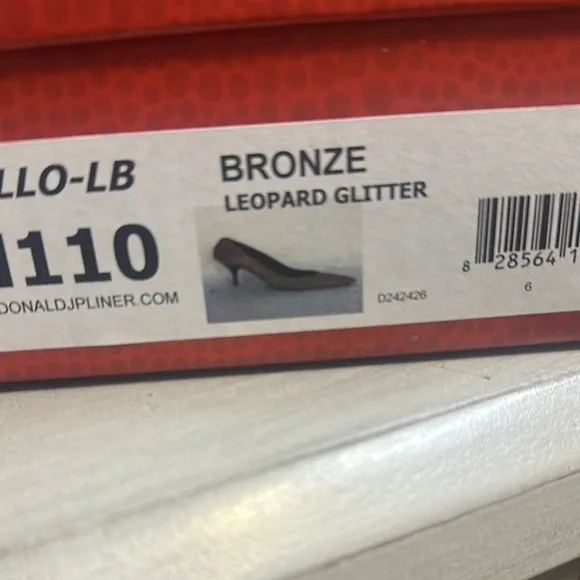 LLO-LB
110
DONALDJPLINER.COM
BRONZE
LEOPARD GLITTER
D242426
8 28564 1
6